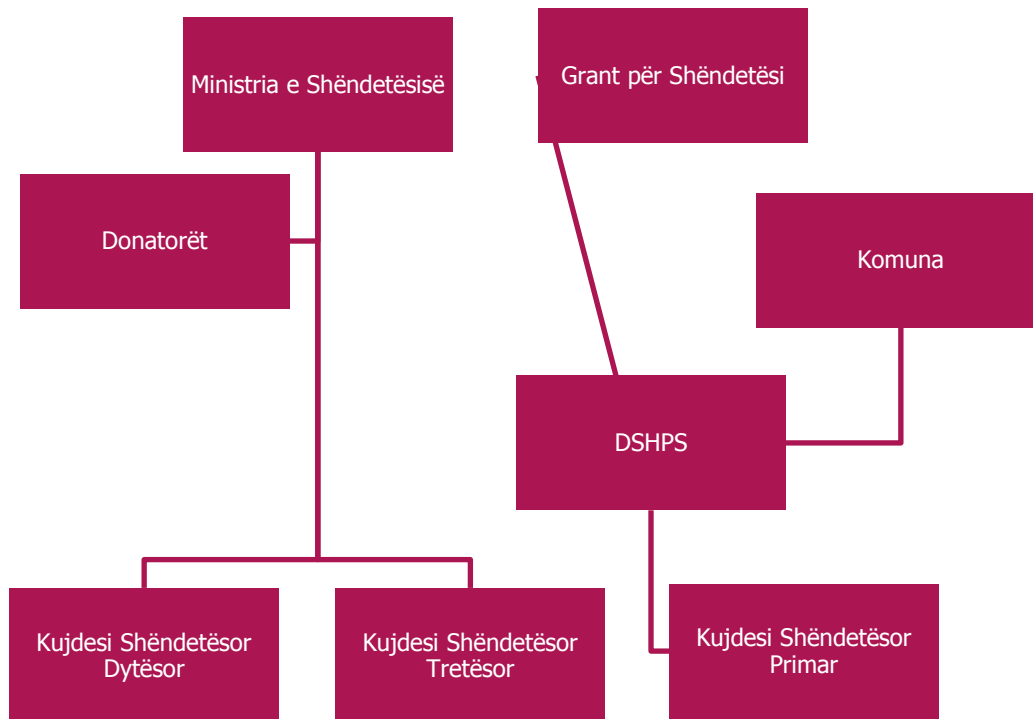 Ministria e Shëndetësisë
Grant për Shëndetësi
Donatorët
Komuna
DSHPS
Kujdesi Shëndetësor
Dytësor
Kujdesi Shëndetësor
Tretësor
Kujdesi Shëndetësor
Primar